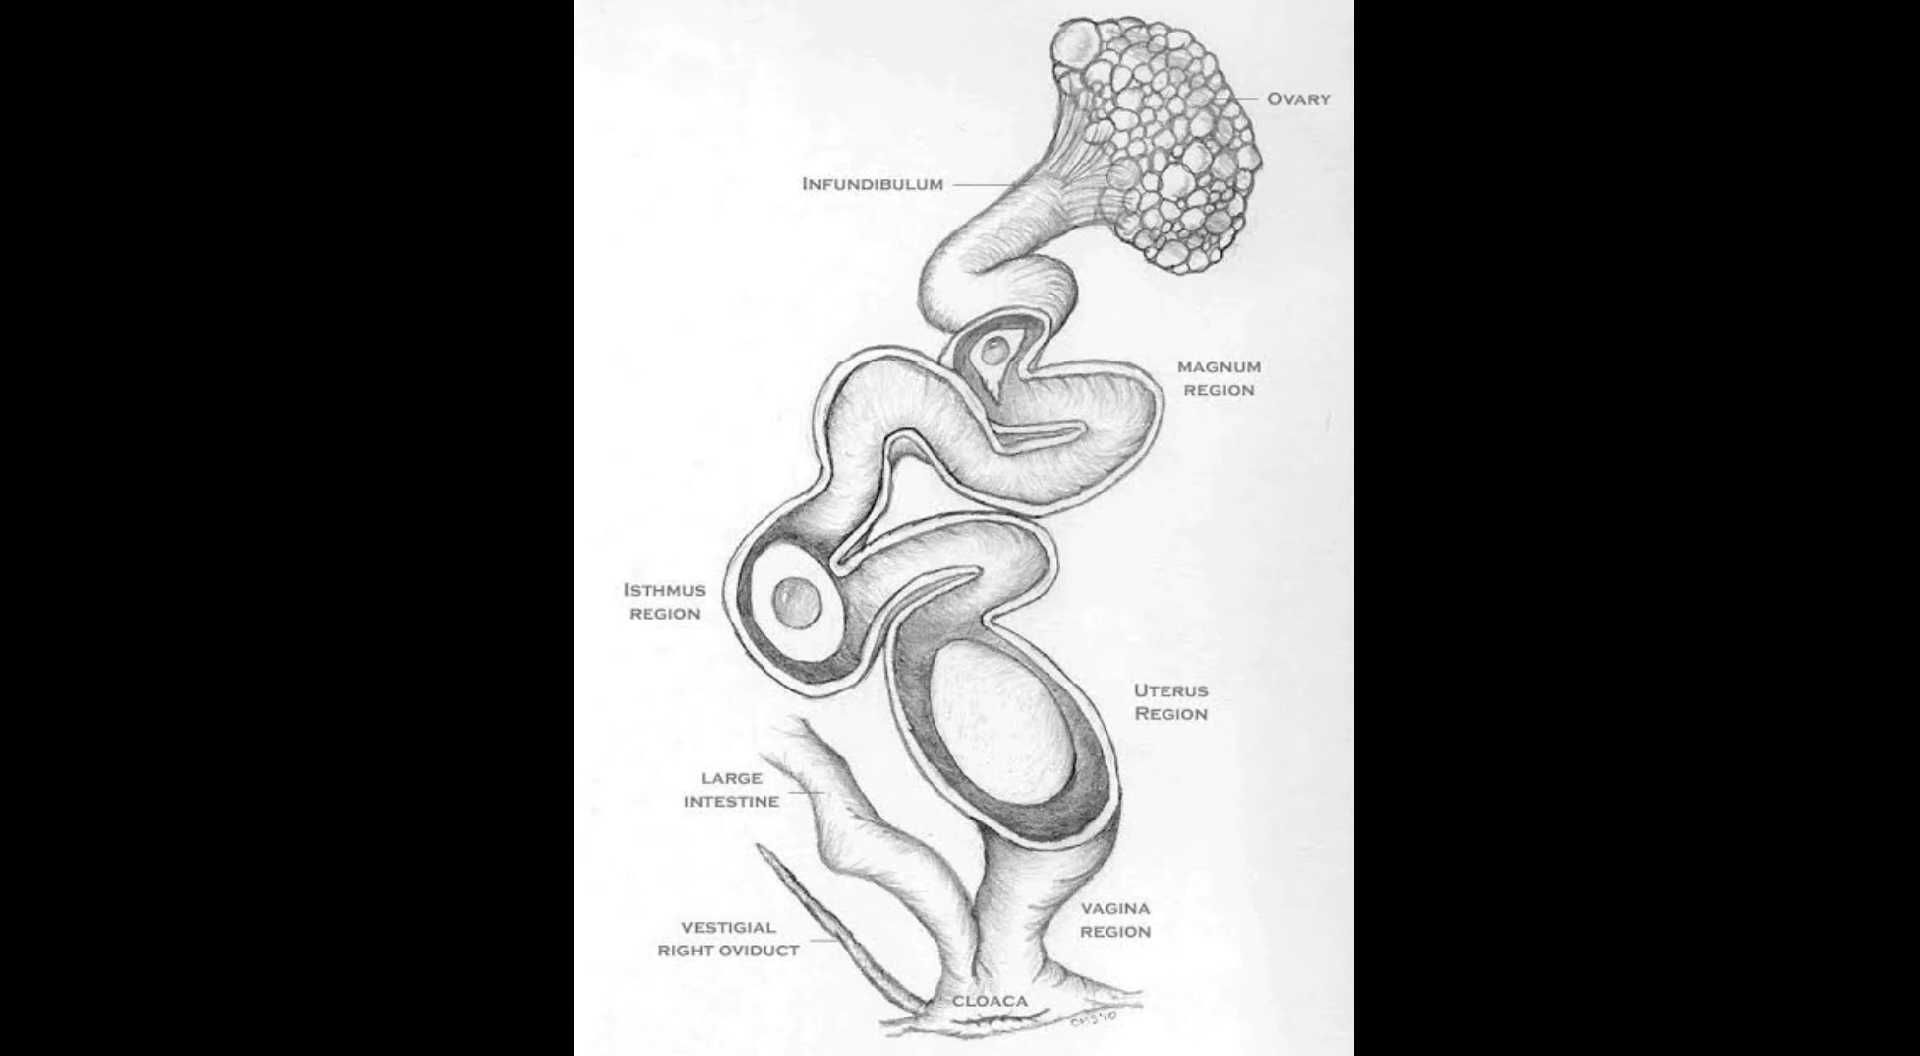 OVARY
INFUNDIBULUM
MAGNUM
REGION
ISTHMUS
REGION
UTERUS
REGION
LARGE
INTESTINE
VAGINA
REGION
VESTIGIAL
RIGHT OVIDUCT
CLOACA